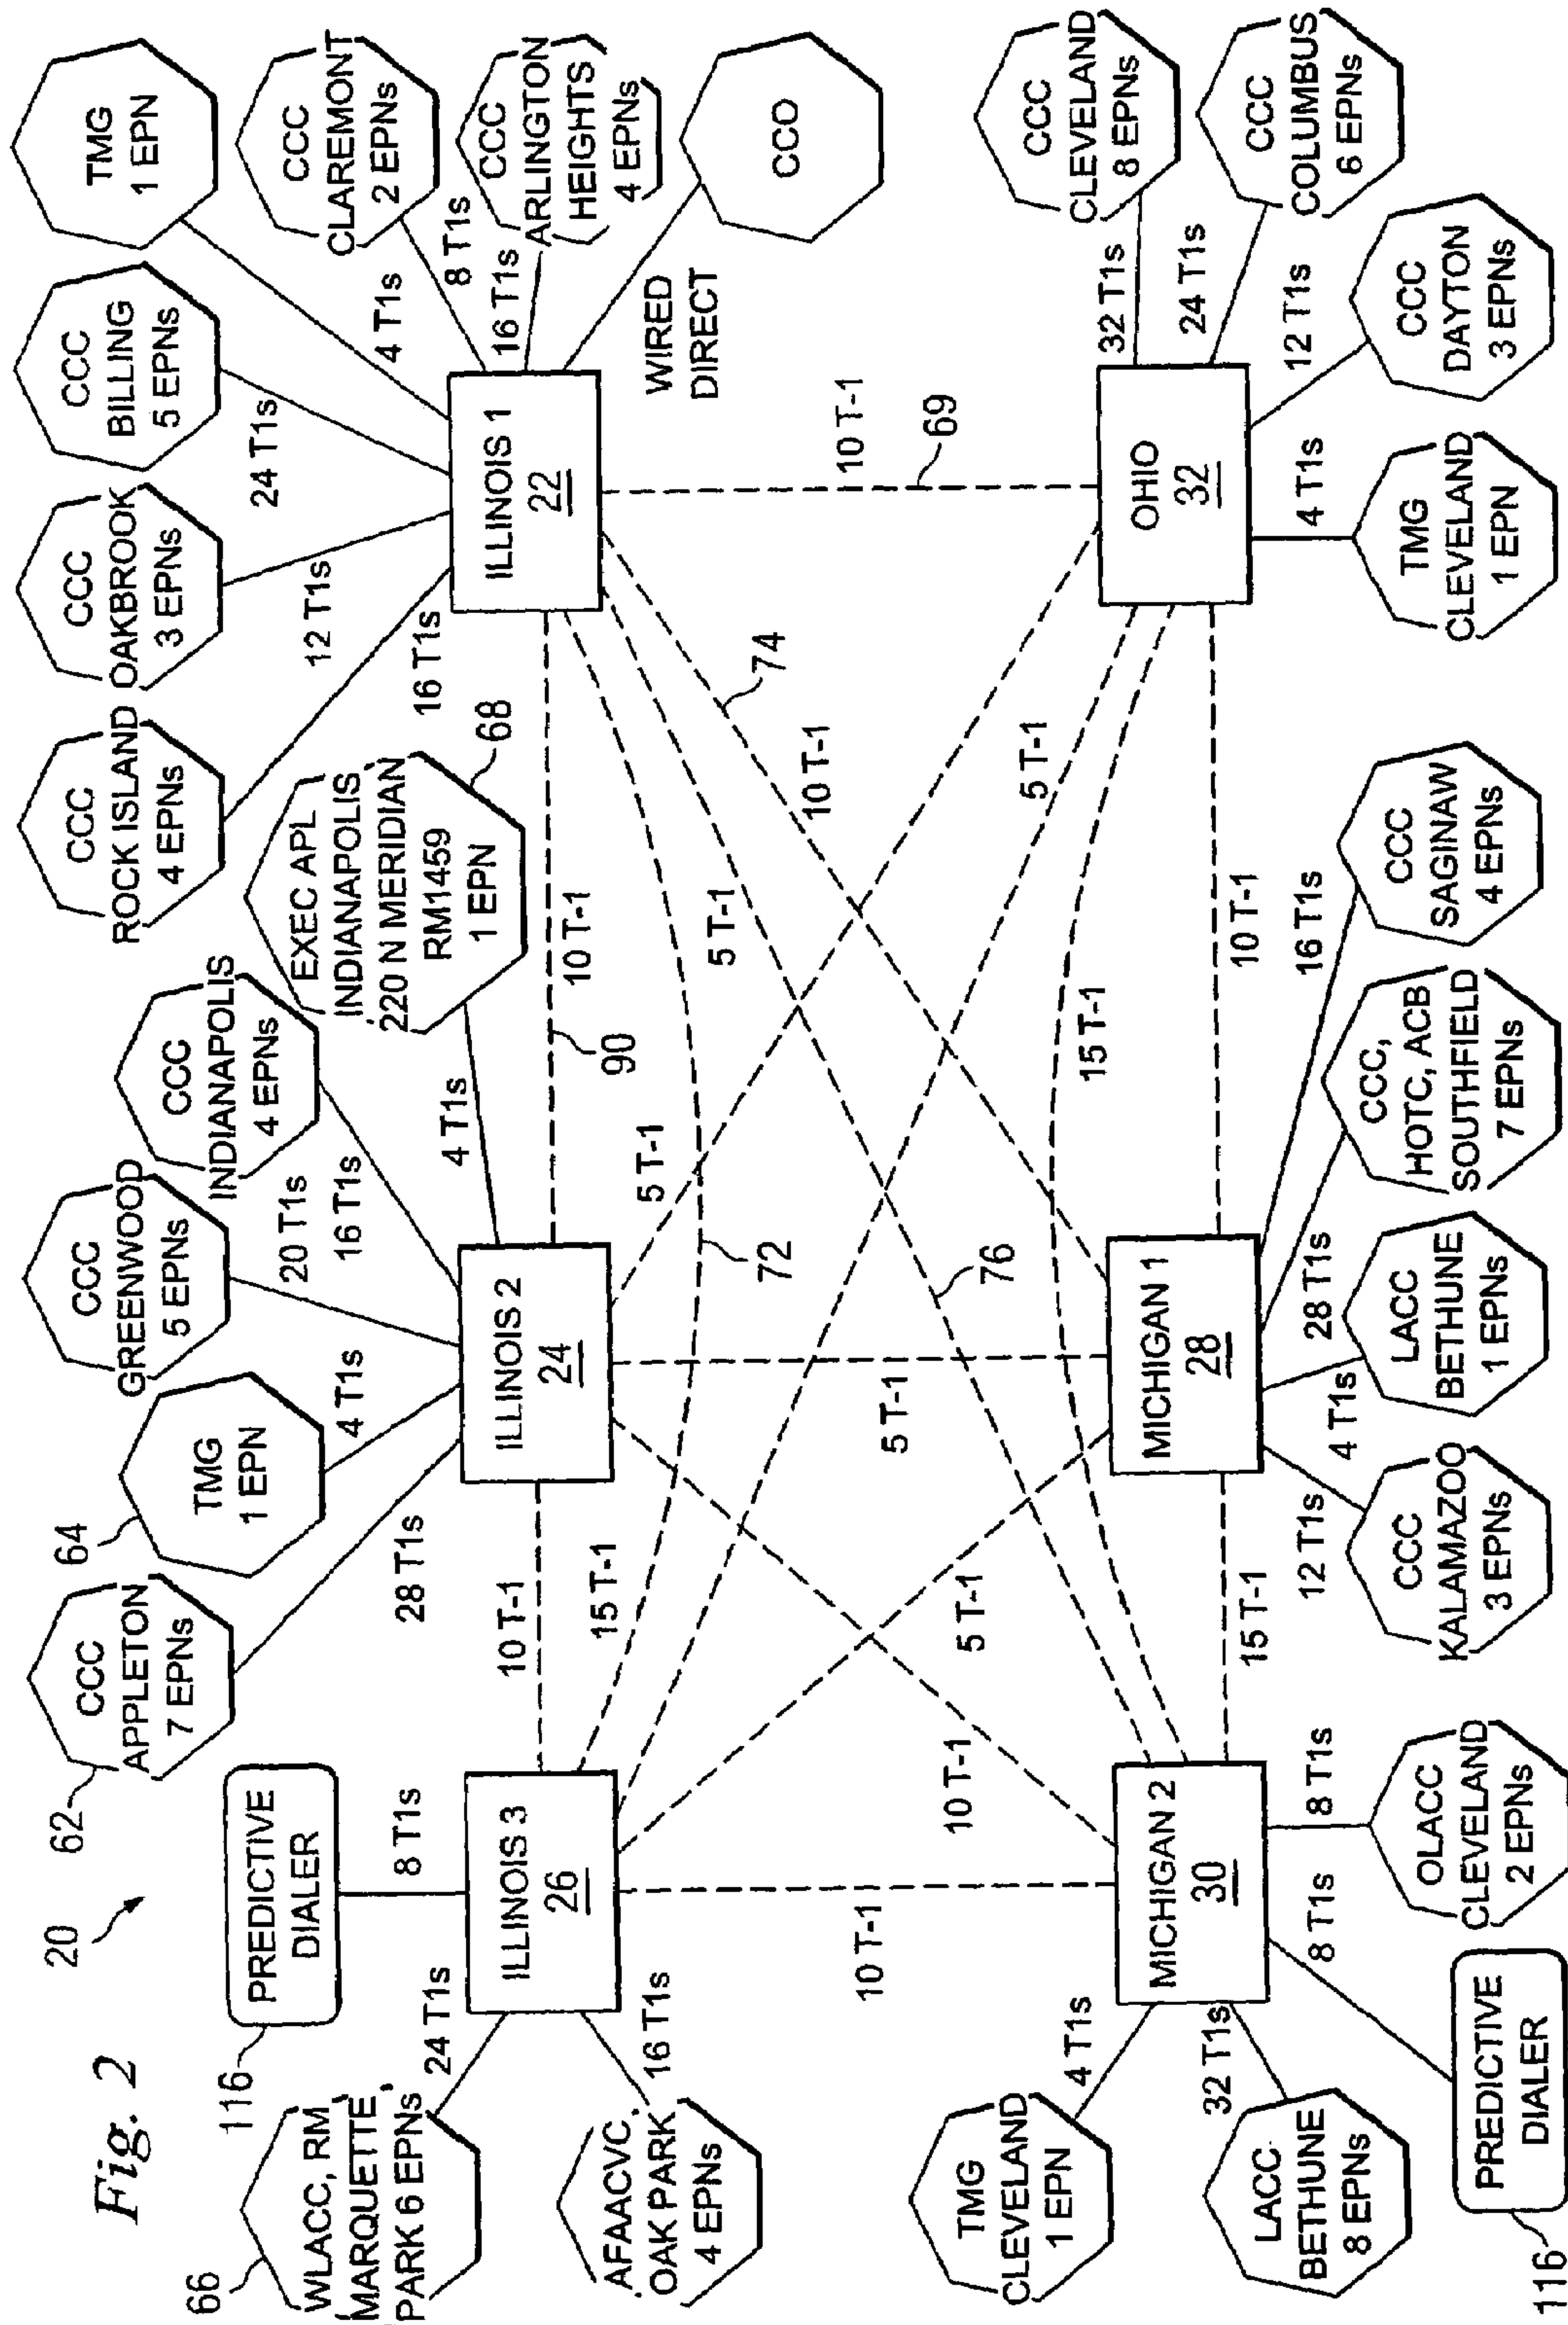 Fig. 2
20
66
WLACC, RM
MARQUETTE
PARK 6 EPNs
24 T1s
116
PREDICTIVE
DIALER
8 T1s
AFAACVC
OAK PARK
4 EPNs
16 T1s
ILLINOIS 3
26
62
CCC
APPLETON
7 EPNs
28 T1s
64
TMG
1 EPN
4 T1s
CCC
GREENWOOD
5 EPNs
20 T1s
CCC
INDIANAPOLIS
4 EPNs
16 T1s
EXEC APL
INDIANAPOLIS
220 N MERIDIAN
RM1459
1 EPN
68
4 T1s
ILLINOIS 2
24
CCC
ROCK ISLAND
4 EPNs
16 T1s
CCC
OAKBROOK
3 EPNs
12 T1s
CCC
BILLING
5 EPNs
24 T1s
TMG
1 EPN
4 T1s
CCC
CLAREMONT
2 EPNs
8 T1s
CCC
ARLINGTON
HEIGHTS
4 EPNs
16 T1s
CCO
WIRED
DIRECT
ILLINOIS 1
22
10 T-1
15 T-1
10 T-1
90
72
5 T-1
5 T-1
74
10 T-1
10 T-1
69
10 T-1
10 T-1
5 T-1
5 T-1
76
15 T-1
5 T-1
15 T-1
10 T-1
MICHIGAN 2
30
TMG
CLEVELAND
1 EPN
4 T1s
LACC
BETHUNE
8 EPNs
32 T1s
PREDICTIVE
DIALER
116
8 T1s
OLACC
CLEVELAND
2 EPNs
8 T1s
MICHIGAN 1
28
CCC
KALAMAZOO
3 EPNs
12 T1s
LACC
BETHUNE
1 EPNs
4 T1s
CCC,
HOTC, ACB
SOUTHFIELD
7 EPNs
28 T1s
CCC
SAGINAW
4 EPNs
16 T1s
OHIO
32
TMG
CLEVELAND
1 EPN
4 T1s
CCC
DAYTON
3 EPNs
12 T1s
CCC
COLUMBUS
6 EPNs
24 T1s
CCC
CLEVELAND
8 EPNs
32 T1s